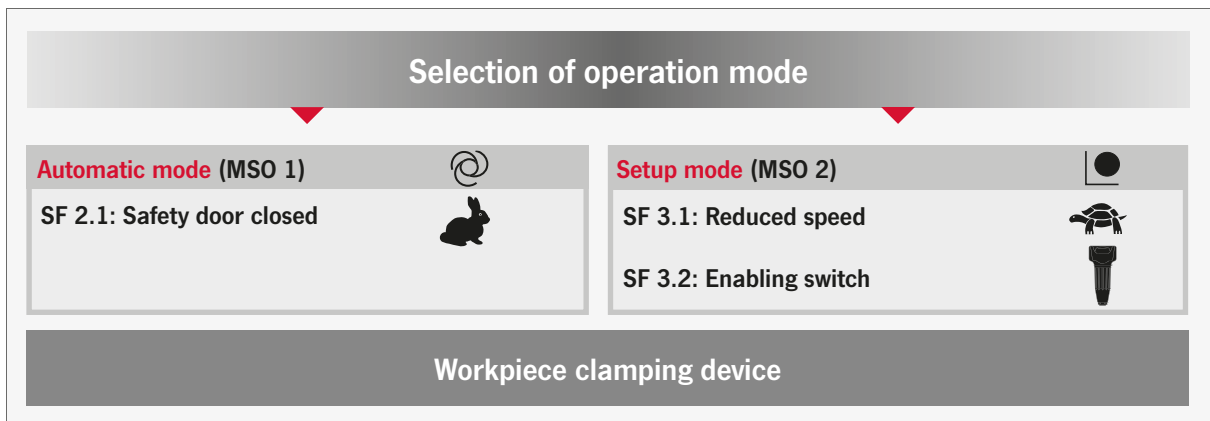 Selection of operation mode
Automatic mode (MSO 1)
SF 2.1: Safety door closed
Setup mode (MSO 2)
SF 3.1: Reduced speed
SF 3.2: Enabling switch
Workpiece clamping device